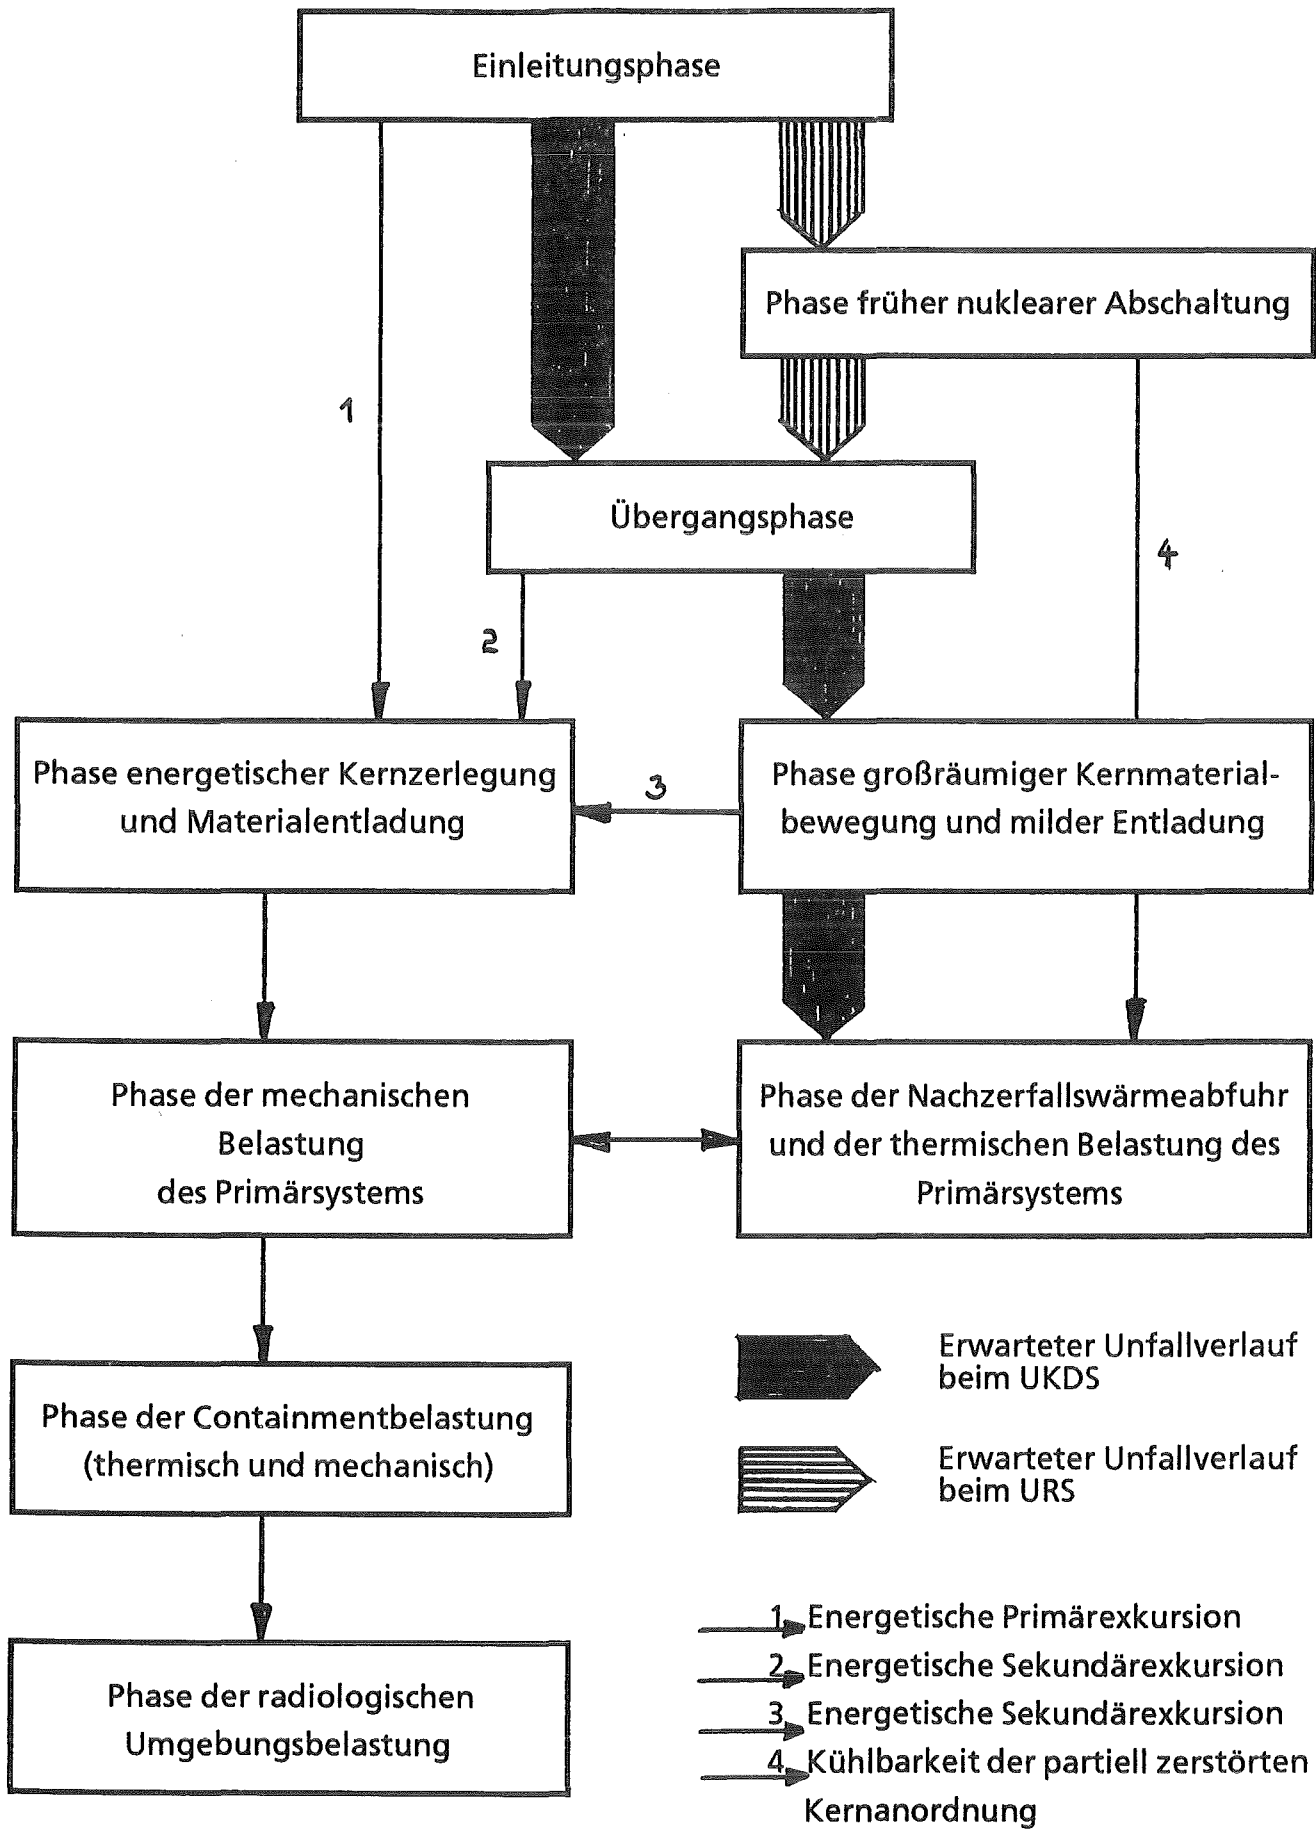 Einleitungsphase
Phase früher nuklearer Abschaltung
1
Übergangsphase
4
2
Phase energetischer Kernzerlegung
und Materialentladung
3
Phase großräumiger Kernmaterial-
bewegung und milder Entladung
Phase der mechanischen
Belastung
des Primärsystems
Phase der Nachzerfallswärmeabfuhr
und der thermischen Belastung des
Primärsystems
Erwarteter Unfallverlauf
beim UKDS
Phase der Containmentbelastung
(thermisch und mechanisch)
Erwarteter Unfallverlauf
beim URS
Phase der radiologischen
Umgebungsbelastung
1 Energetische Primärexkursion
2 Energetische Sekundärexkursion
3 Energetische Sekundärexkursion
4 Kühlbarkeit der partiell zerstörten
Kernanordnung